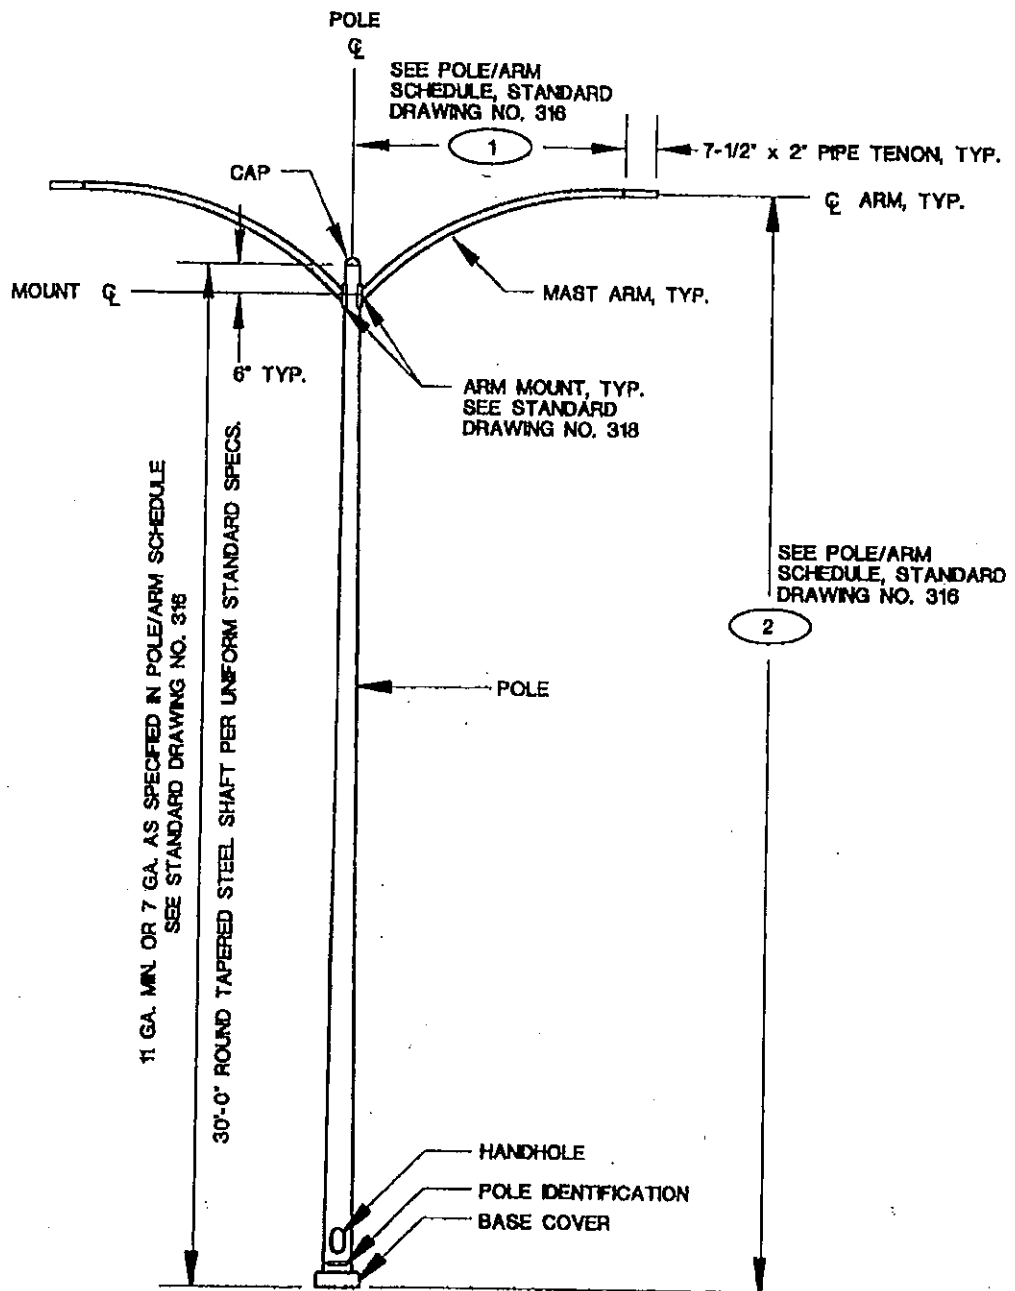 POLE
℄
SEE POLE/ARM
SCHEDULE, STANDARD
DRAWING NO. 316
1
7-1/2" x 2" PIPE TENON, TYP.
CAP
℄ ARM, TYP.
MOUNT ℄
MAST ARM, TYP.
6" TYP.
ARM MOUNT, TYP.
SEE STANDARD
DRAWING NO. 318
11 GA. MIN. OR 7 GA. AS SPECIFIED IN POLE/ARM SCHEDULE
SEE STANDARD DRAWING NO. 316
30'-0" ROUND TAPERED STEEL SHAFT PER UNIFORM STANDARD SPECS.
SEE POLE/ARM
SCHEDULE, STANDARD
DRAWING NO. 316
2
POLE
HANDHOLE
POLE IDENTIFICATION
BASE COVER